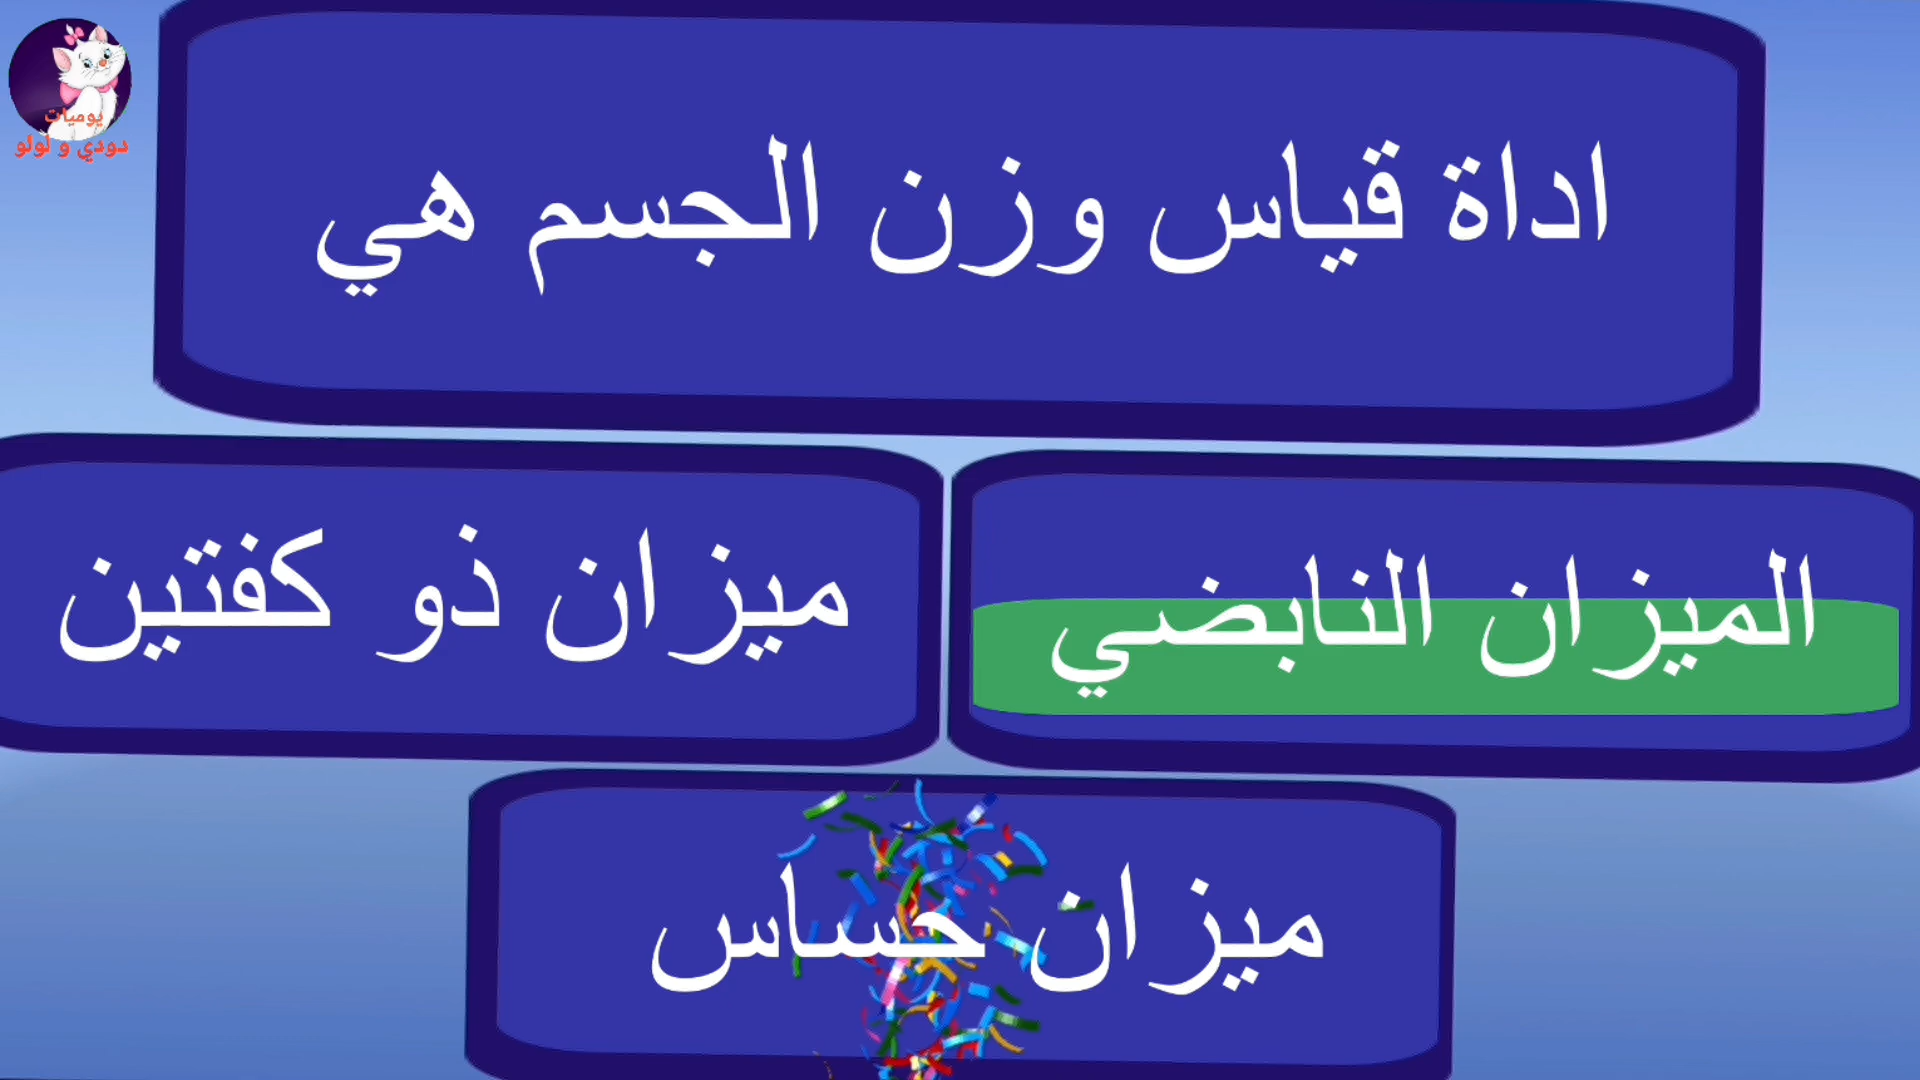 يوميات
دودي و لولو
اداة قياس وزن الجسم هي
الميزان النابضي
ميزان ذو كفتين
ميزان حساس